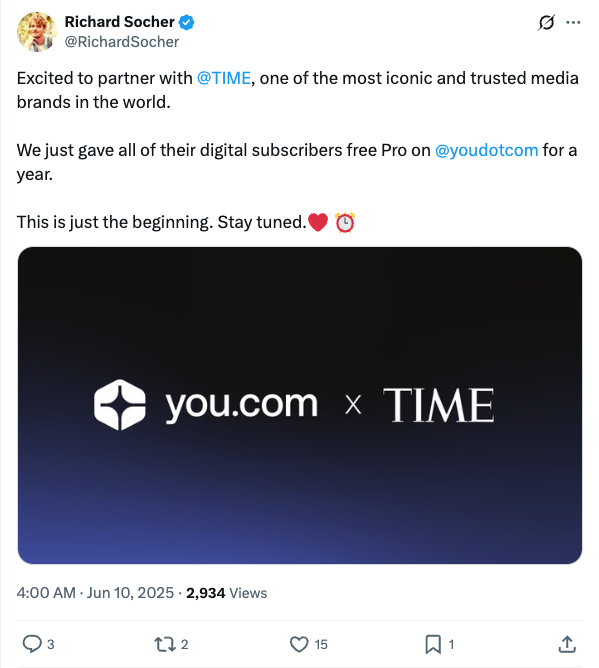 Richard Socher
@RichardSocher
Excited to partner with @TIME, one of the most iconic and trusted media
brands in the world.
We just gave all of their digital subscribers free Pro on @youdotcom for a
year.
This is just the beginning. Stay tuned.❤️ ⏰
you.com x TIME
4:00 AM · Jun 10, 2025 · 2,934 Views
3 2 15 1